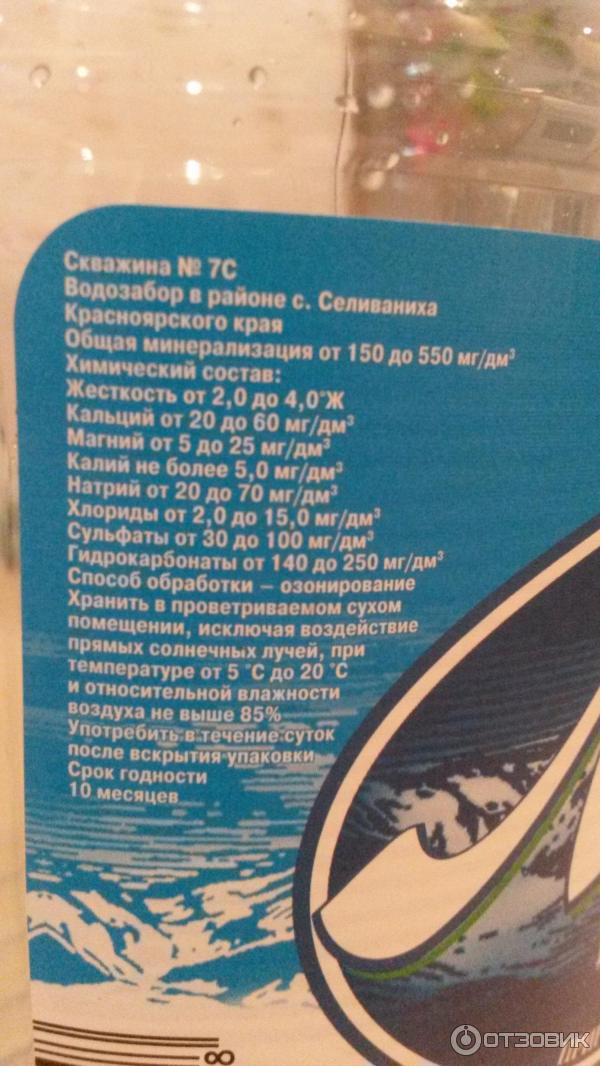 Скважина № 7С
Водозабор в районе с. Селиваниха
Красноярского края
Общая минерализация от 150 до 550 мг/дм³
Химический состав:
Жесткость от 2,0 до 4,0°Ж
Кальций от 20 до 60 мг/дм³
Магний от 5 до 25 мг/дм³
Калий не более 5,0 мг/дм³
Натрий от 20 до 70 мг/дм³
Хлориды от 2,0 до 15,0 мг/дм³
Сульфаты от 30 до 100 мг/дм³
Гидрокарбонаты от 140 до 250 мг/дм³
Способ обработки – озонирование
Хранить в проветриваемом сухом
помещении, исключая воздействие
прямых солнечных лучей, при
температуре от 5 °С до 20 °С
и относительной влажности
воздуха не выше 85%
Употребить в течение суток
после вскрытия упаковки
Срок годности
10 месяцев
8
ОТЗОВИК